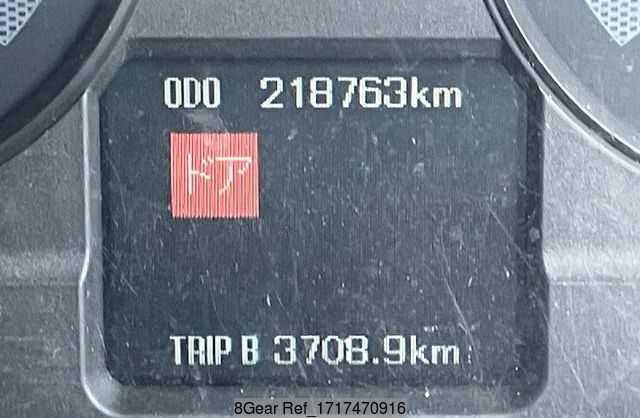 ODO 218763km
ドア
TRIP B 3708.9km
8Gear Ref_1717470916